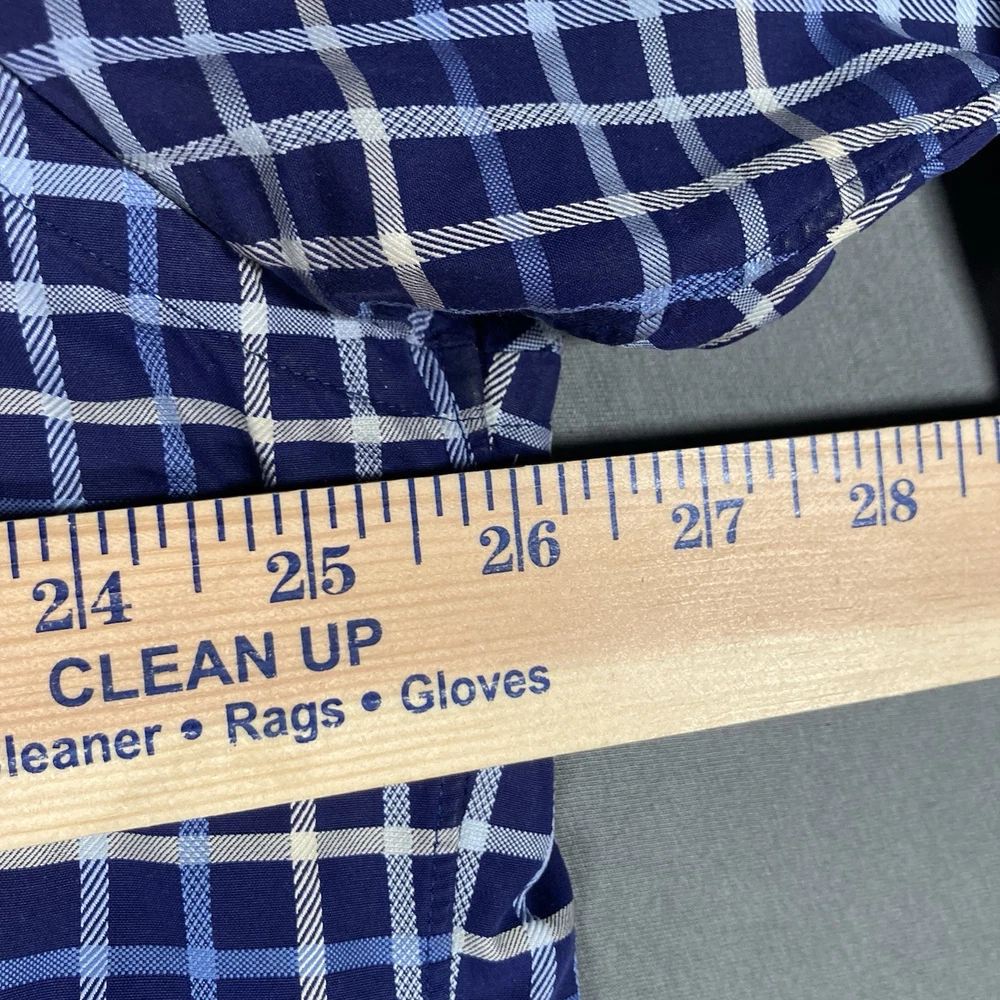 24 25 26 27 28
CLEAN UP
leaner • Rags • Gloves